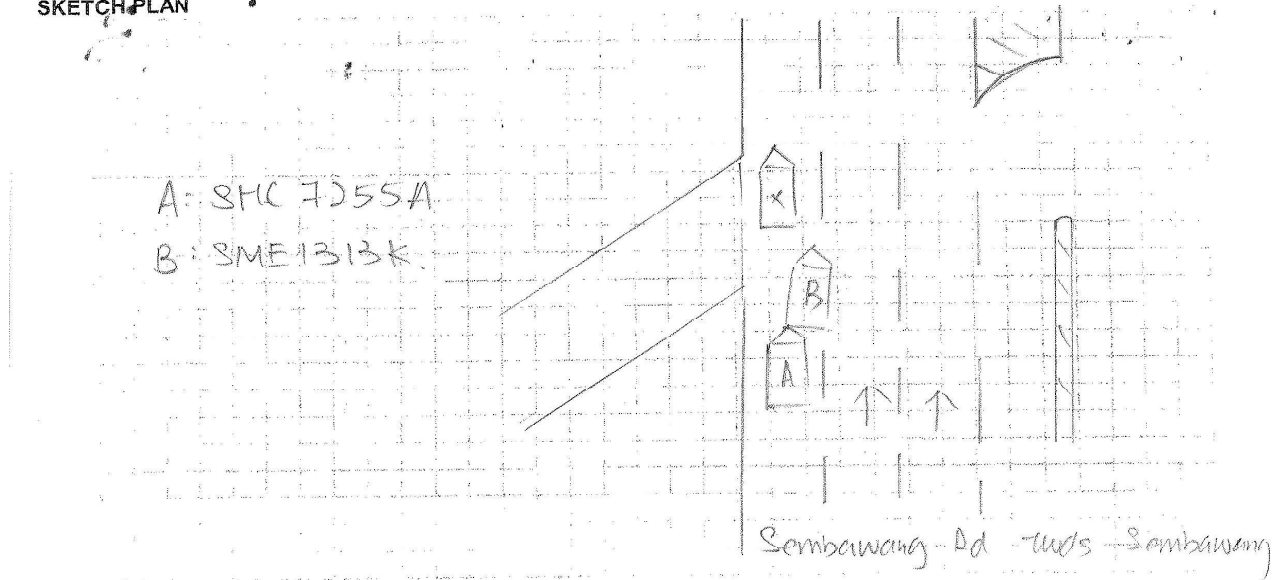 SKETCH PLAN
A: SHC 7255A
B: SME1313K.
X
B
A
Sembawang Rd twds Sembawang